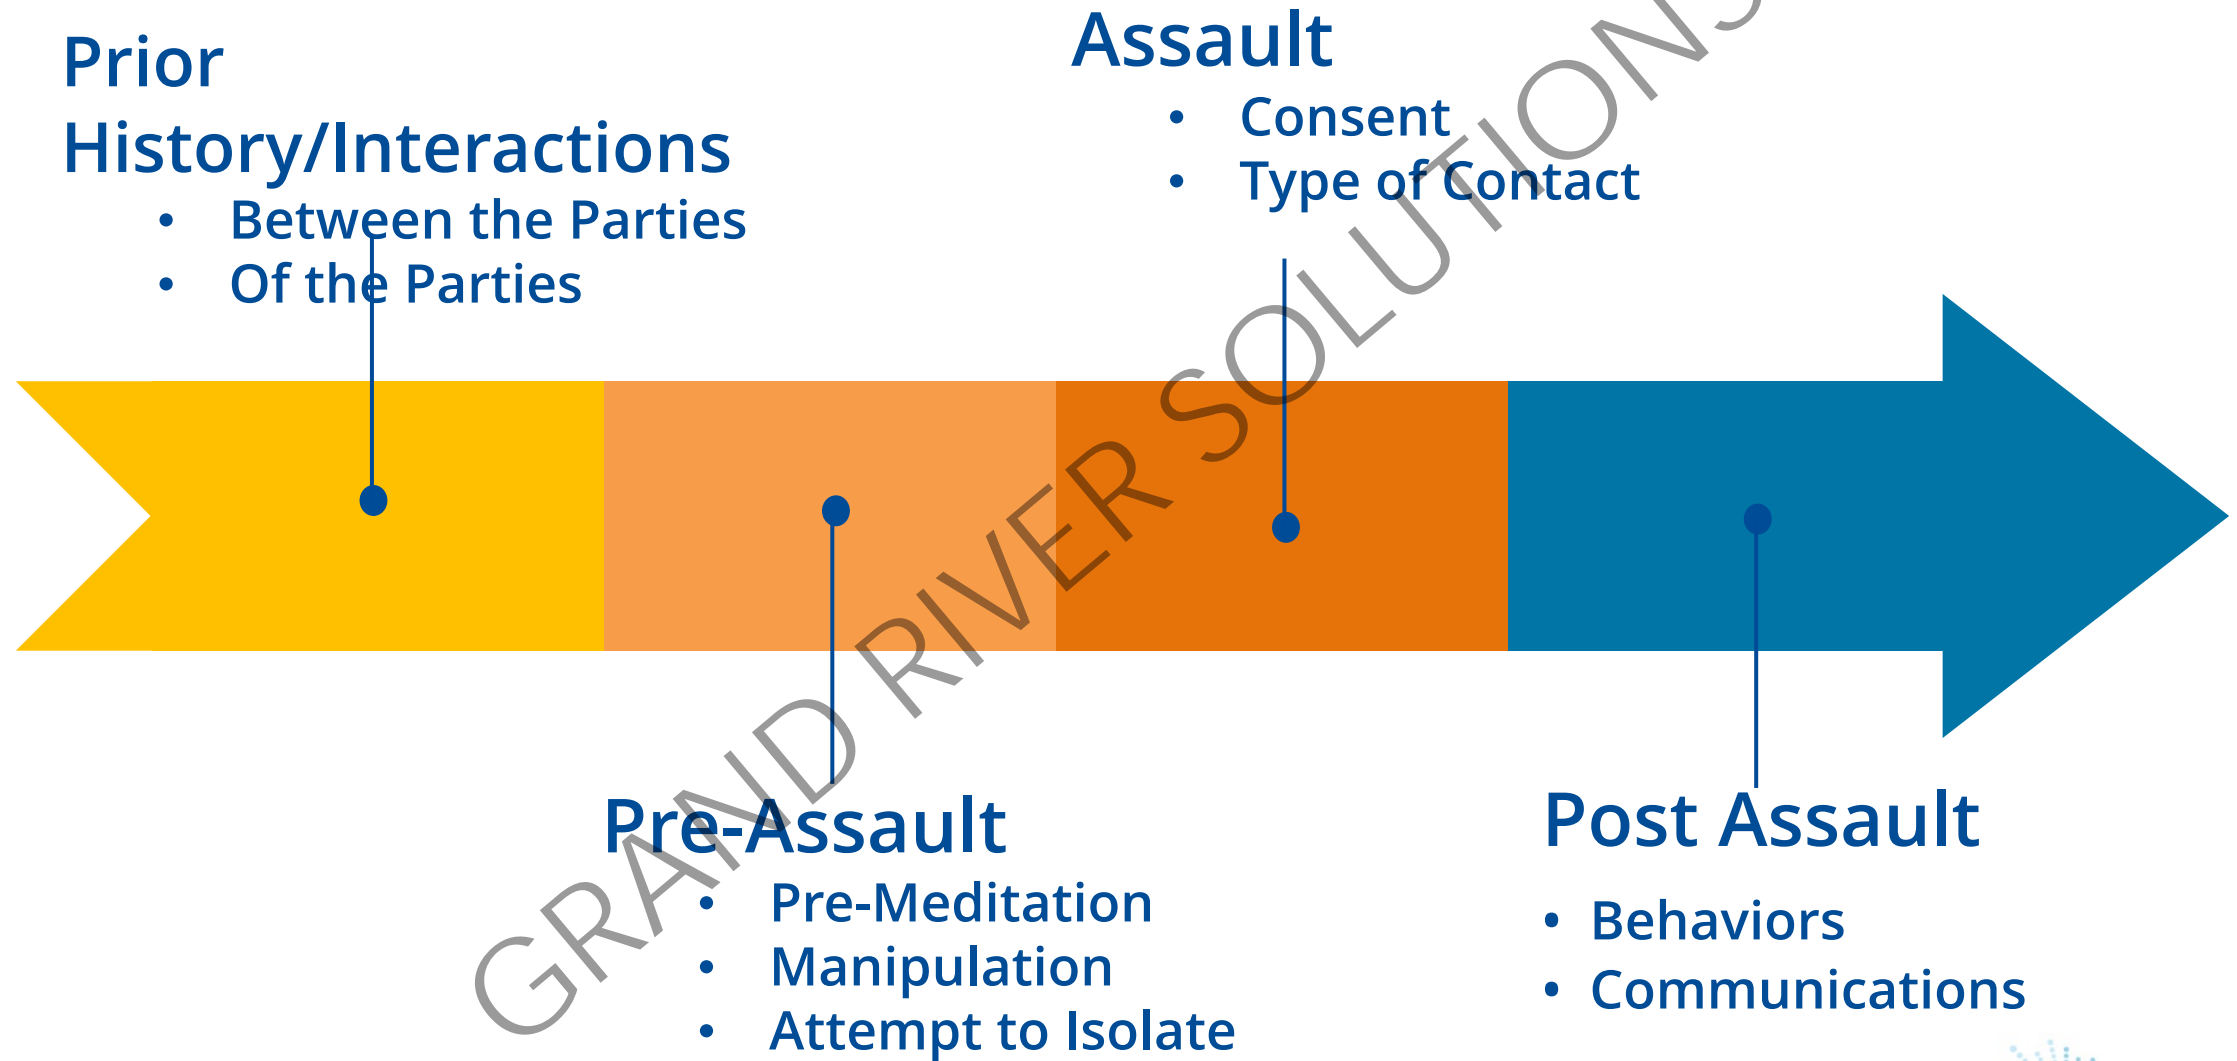 Prior
History/Interactions
• Between the Parties
• Of the Parties
Assault
• Consent
• Type of Contact
Pre-Assault
• Pre-Meditation
• Manipulation
• Attempt to Isolate
Post Assault
• Behaviors
• Communications
GRAND RIVER SOLUTIONS